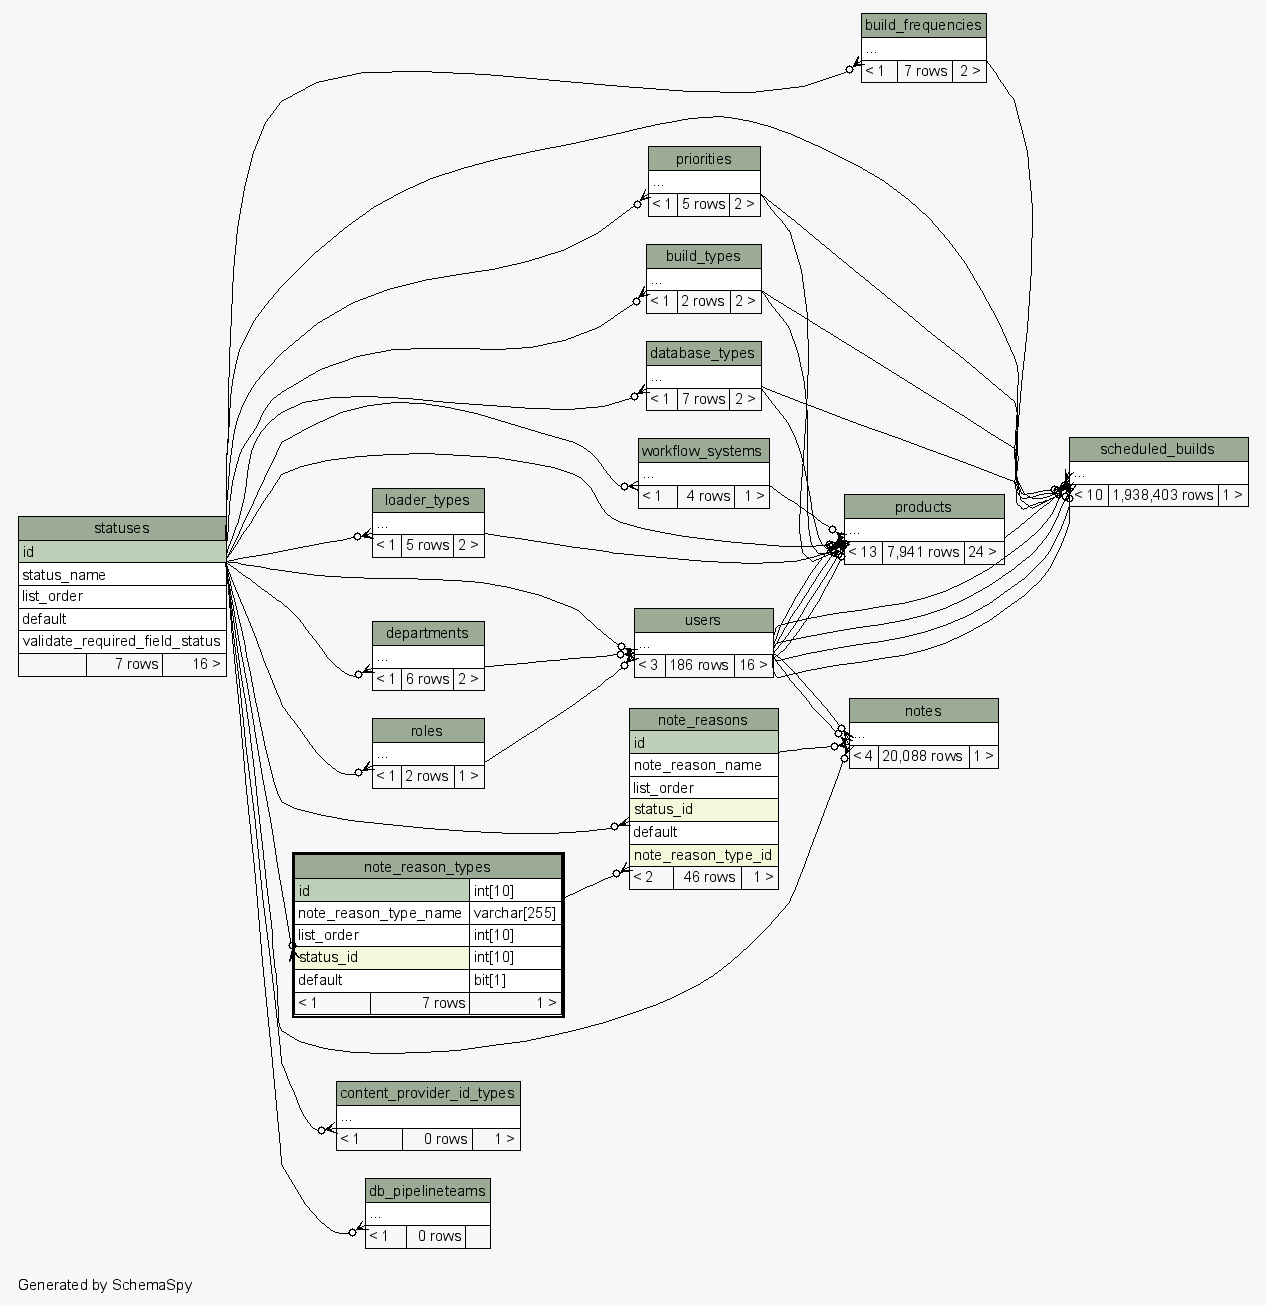 build_frequencies
...
< 1 7 rows 2 >
priorities
...
< 1 5 rows 2 >
build_types
...
< 1 2 rows 2 >
database_types
...
< 1 7 rows 2 >
workflow_systems
...
< 1 4 rows 1 >
scheduled_builds
...
< 10 1,938,403 rows 1 >
loader_types
...
< 1 5 rows 2 >
products
...
< 13 7,941 rows 24 >
statuses
id
status_name
list_order
default
validate_required_field_status
7 rows 16 >
departments
...
< 1 6 rows 2 >
users
...
< 3 186 rows 16 >
roles
...
< 1 2 rows 1 >
note_reasons
id
note_reason_name
list_order
status_id
default
note_reason_type_id
< 2 46 rows 1 >
notes
...
< 4 20,088 rows 1 >
note_reason_types
id int[10]
note_reason_type_name varchar[255]
list_order int[10]
status_id int[10]
default bit[1]
< 1 7 rows 1 >
content_provider_id_types
...
< 1 0 rows 1 >
db_pipelineteams
...
< 1 0 rows
Generated by SchemaSpy